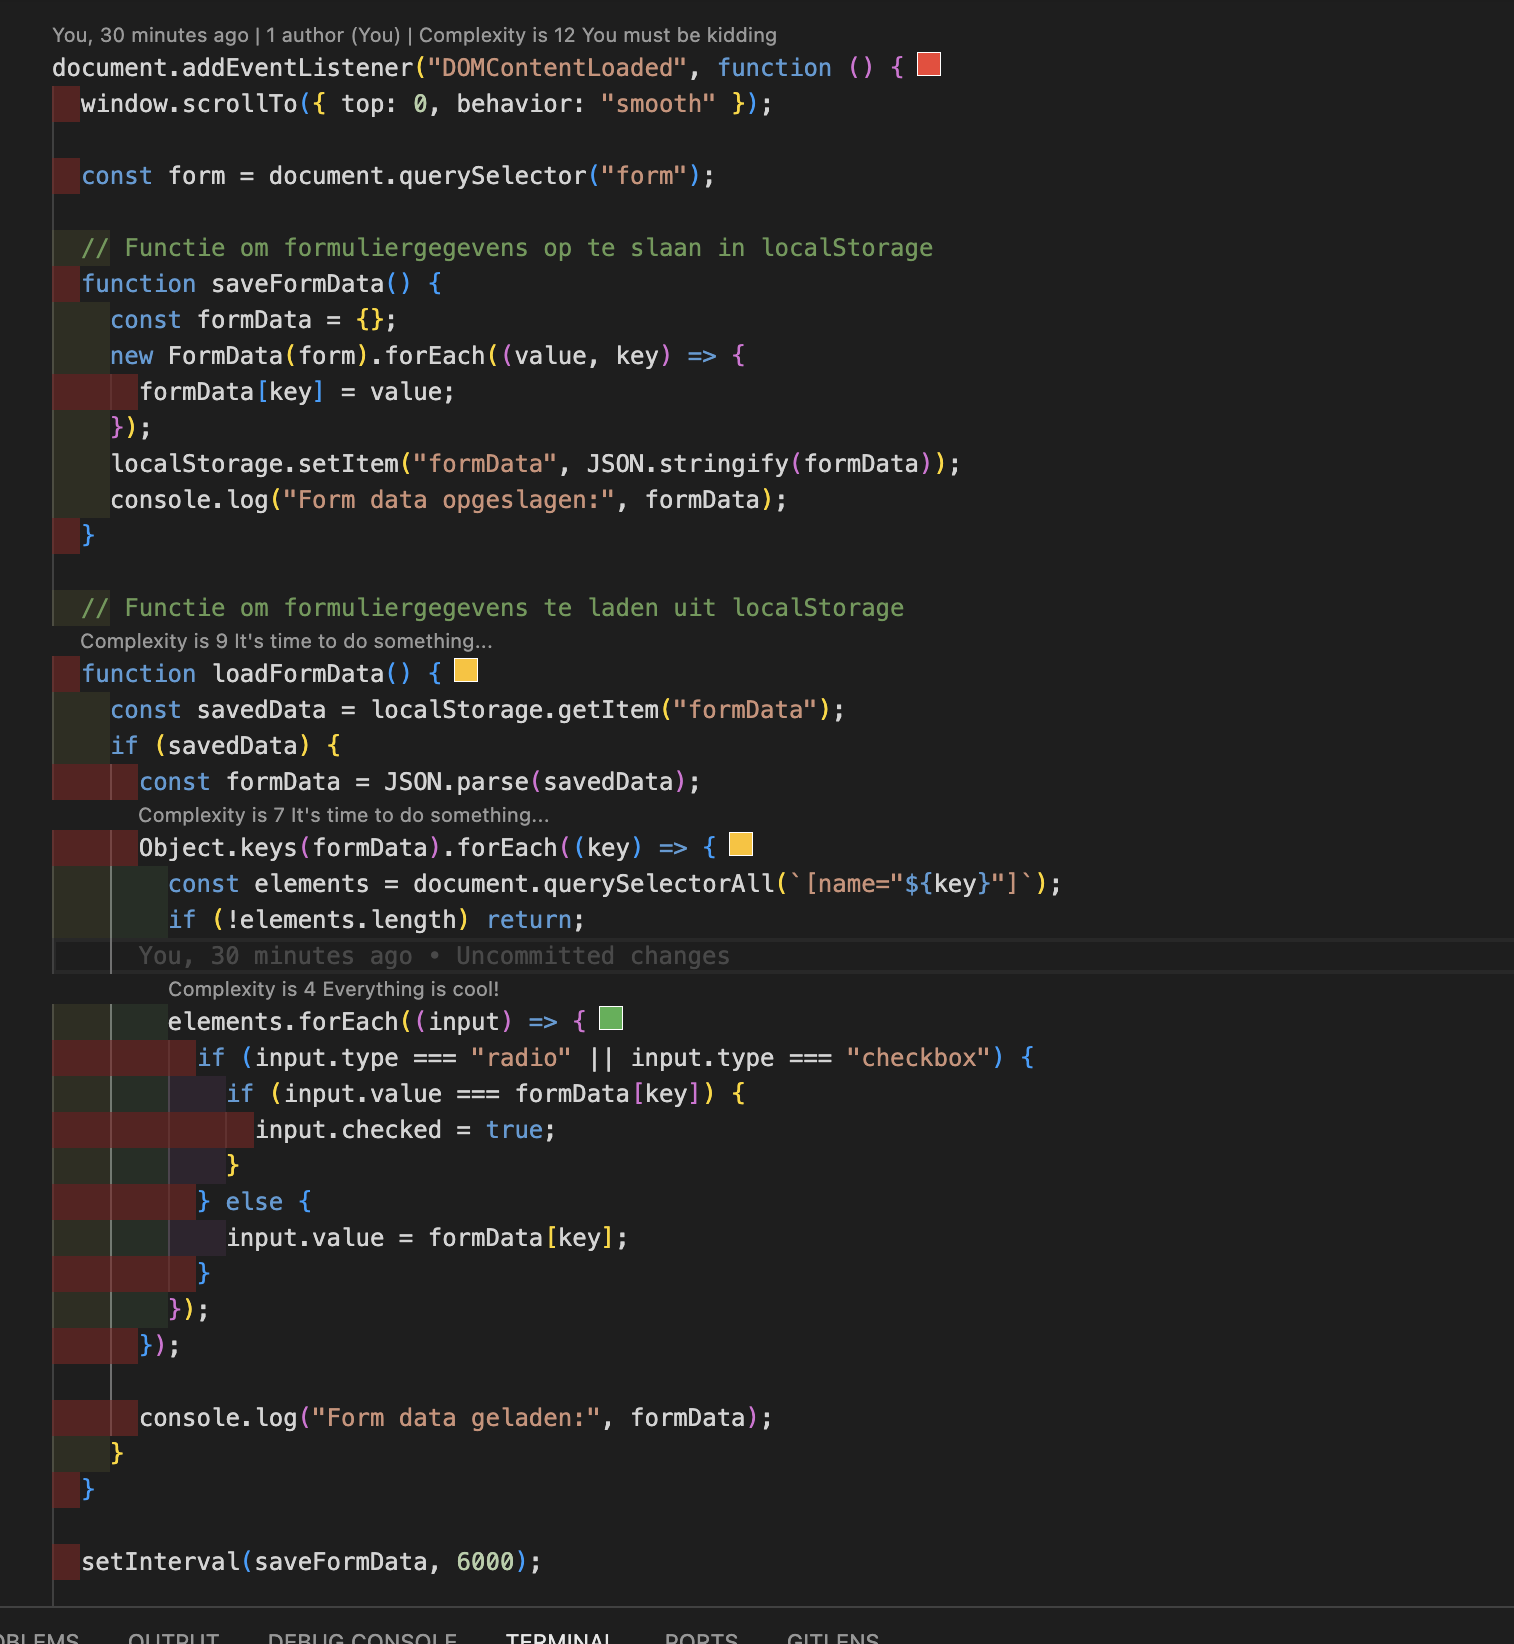 You, 30 minutes ago | 1 author (You) | Complexity is 12 You must be kidding
document.addEventListener("DOMContentLoaded", function () {
window.scrollTo({ top: 0, behavior: "smooth" });
const form = document.querySelector("form");
// Functie om formuliergegevens op te slaan in localStorage
function saveFormData() {
const formData = {};
new FormData(form).forEach((value, key) => {
formData[key] = value;
});
localStorage.setItem("formData", JSON.stringify(formData));
console.log("Form data opgeslagen:", formData);
}
// Functie om formuliergegevens te laden uit localStorage
Complexity is 9 It's time to do something...
function loadFormData() {
const savedData = localStorage.getItem("formData");
if (savedData) {
const formData = JSON.parse(savedData);
Complexity is 7 It's time to do something...
Object.keys(formData).forEach((key) => {
const elements = document.querySelectorAll(`[name="${key}"]`);
if (!elements.length) return;
You, 30 minutes ago • Uncommitted changes
Complexity is 4 Everything is cool!
elements.forEach((input) => {
if (input.type === "radio" || input.type === "checkbox") {
if (input.value === formData[key]) {
input.checked = true;
}
} else {
input.value = formData[key];
}
});
});
console.log("Form data geladen:", formData);
}
}
setInterval(saveFormData, 6000);
OBLEMS OUTPUT DEBUG CONSOLE TERMINAL PORTS GITLENS